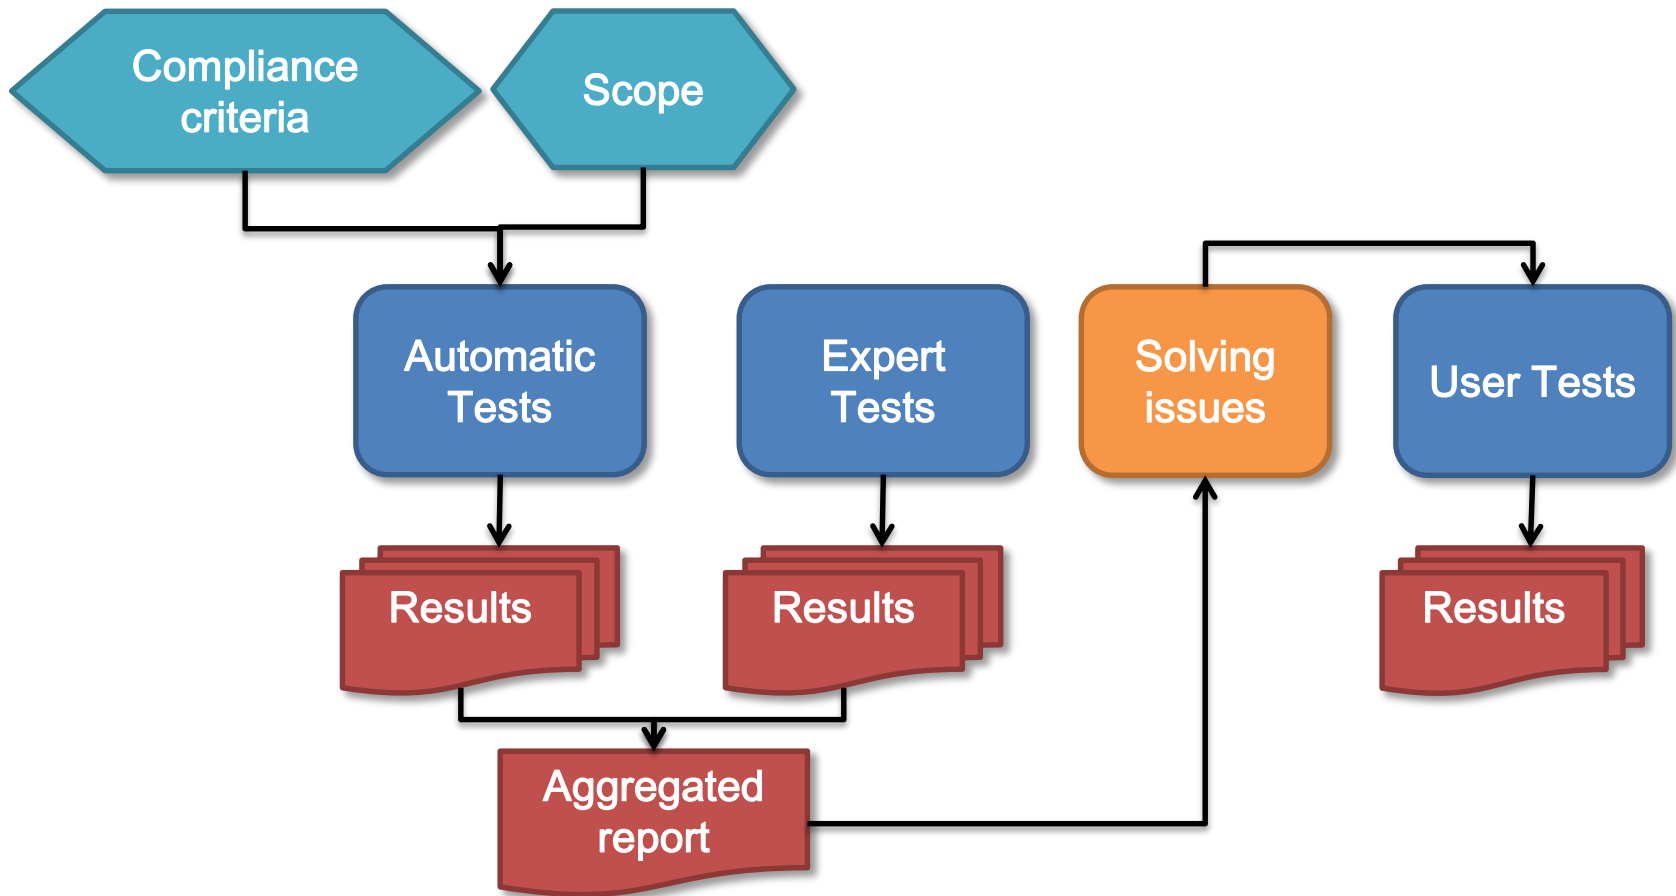 Compliance
criteria
Scope
Automatic
Tests
Expert
Tests
Solving
issues
User Tests
Results
Results
Results
Aggregated
report